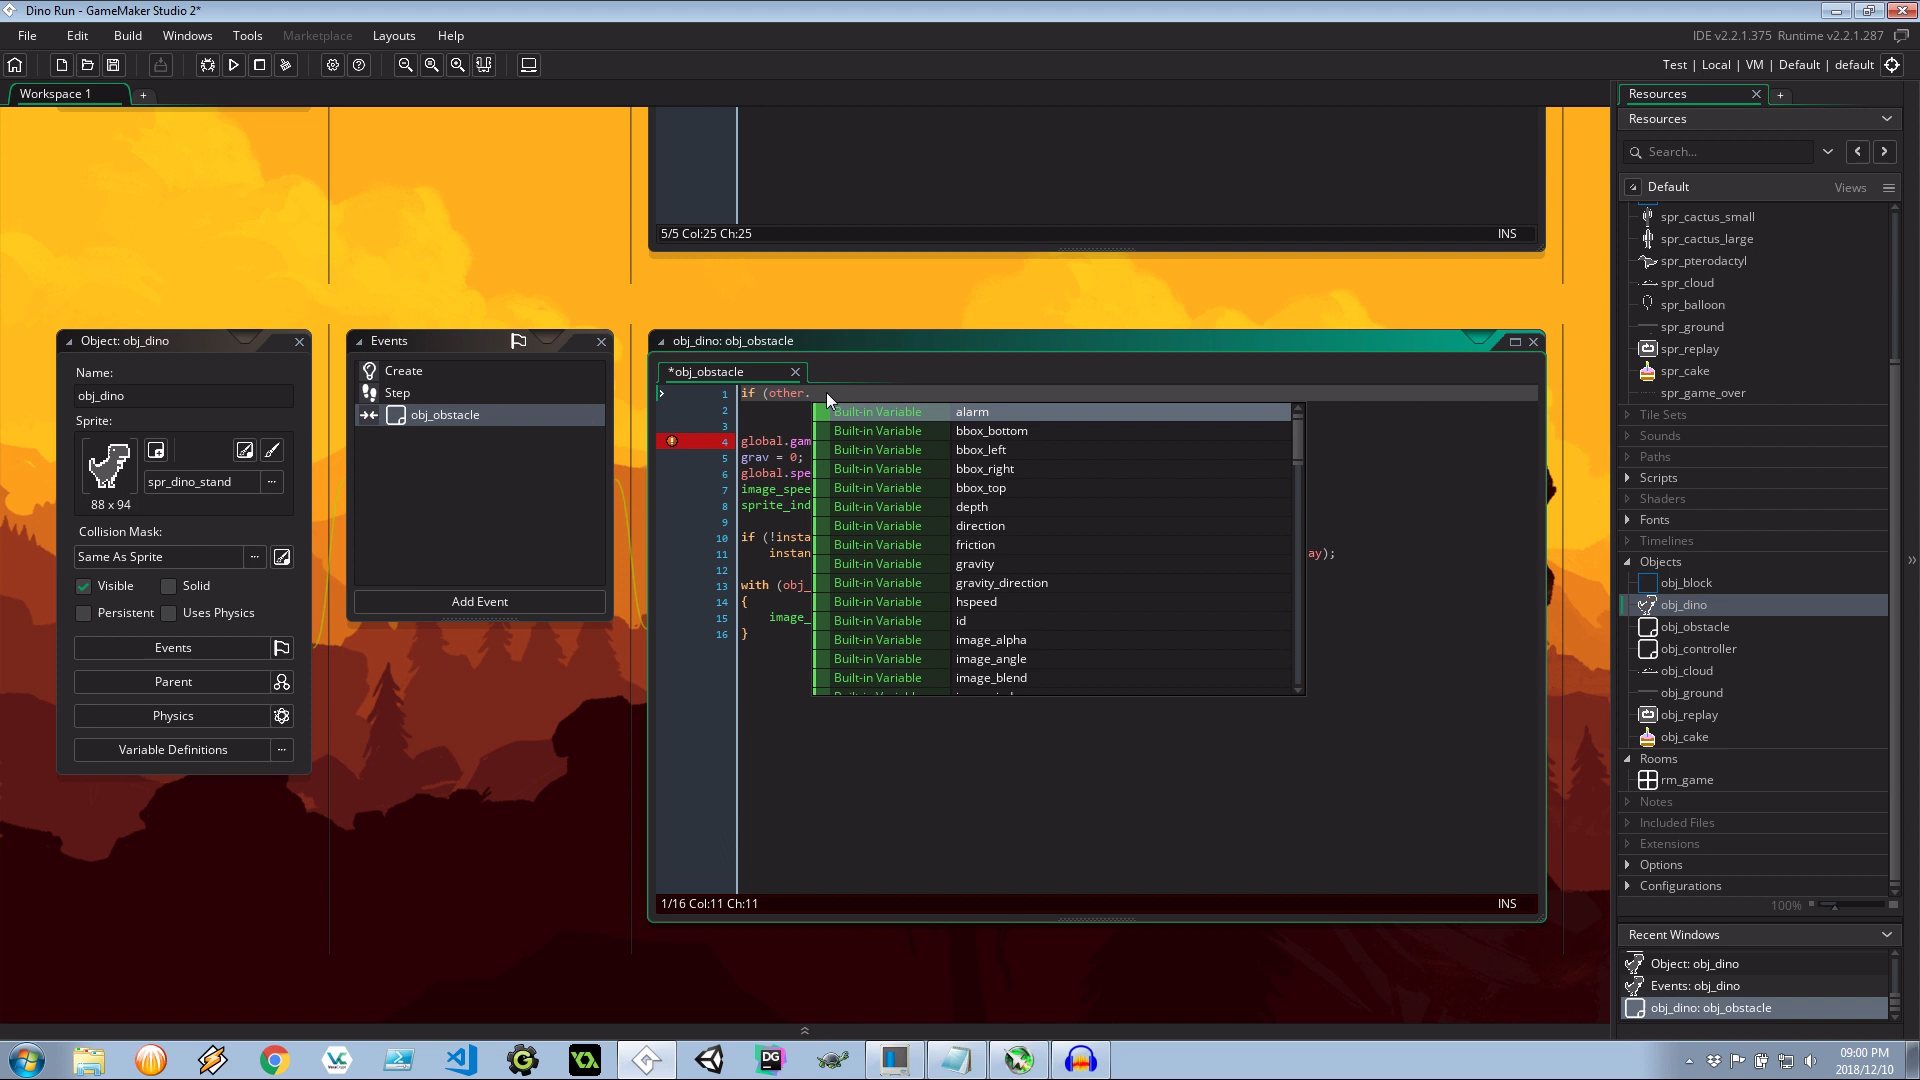 Dino Run - GameMaker Studio 2*
File Edit Build Windows Tools Marketplace Layouts Help
IDE v2.2.1.375 Runtime v2.2.1.287
Test | Local | VM | Default | default
Workspace 1
Resources
Resources
Search...
Default
Views
spr_cactus_small
spr_cactus_large
spr_pterodactyl
spr_cloud
spr_balloon
spr_ground
spr_replay
spr_cake
spr_game_over
Tile Sets
Sounds
Paths
Scripts
Shaders
Fonts
Timelines
Objects
obj_block
obj_dino
obj_obstacle
obj_controller
obj_cloud
obj_ground
obj_replay
obj_cake
Rooms
rm_game
Notes
Included Files
Extensions
Options
Configurations
100%
Recent Windows
Object: obj_dino
Events: obj_dino
obj_dino: obj_obstacle
5/5 Col:25 Ch:25
INS
Object: obj_dino
Name:
obj_dino
Sprite:
spr_dino_stand
88 x 94
Collision Mask:
Same As Sprite
Visible
Solid
Persistent
Uses Physics
Events
Parent
Physics
Variable Definitions
Events
Create
Step
obj_obstacle
Add Event
obj_dino: obj_obstacle
*obj_obstacle
1 if (other.
2
3
4 global.gam
5 grav = 0;
6 global.spe
7 image_spee
8 sprite_ind
9
10 if (!insta
11 instan ay);
12
13 with (obj_
14 {
15 image_
16 }
Built-in Variable alarm
Built-in Variable bbox_bottom
Built-in Variable bbox_left
Built-in Variable bbox_right
Built-in Variable bbox_top
Built-in Variable depth
Built-in Variable direction
Built-in Variable friction
Built-in Variable gravity
Built-in Variable gravity_direction
Built-in Variable hspeed
Built-in Variable id
Built-in Variable image_alpha
Built-in Variable image_angle
Built-in Variable image_blend
1/16 Col:11 Ch:11
INS
DG
09:00 PM
2018/12/10